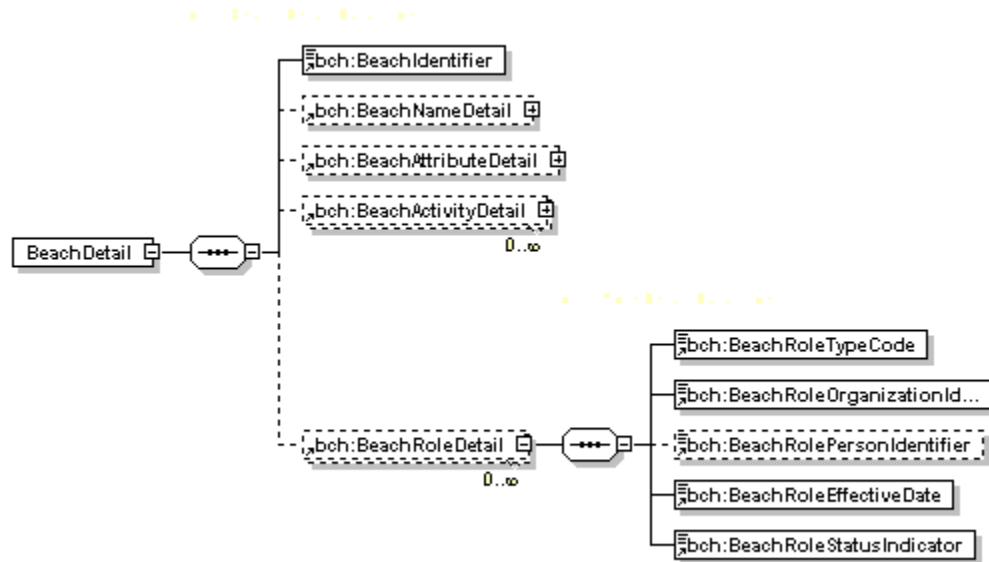 bch:BeachIdentifier
bch:BeachNameDetail
bch:BeachAttributeDetail
bch:BeachActivityDetail
0..∞
BeachDetail
bch:BeachRoleTypeCode
bch:BeachRoleOrganizationId...
bch:BeachRoleDetail
bch:BeachRolePersonIdentifier
0..∞
bch:BeachRoleEffectiveDate
bch:BeachRoleStatusIndicator